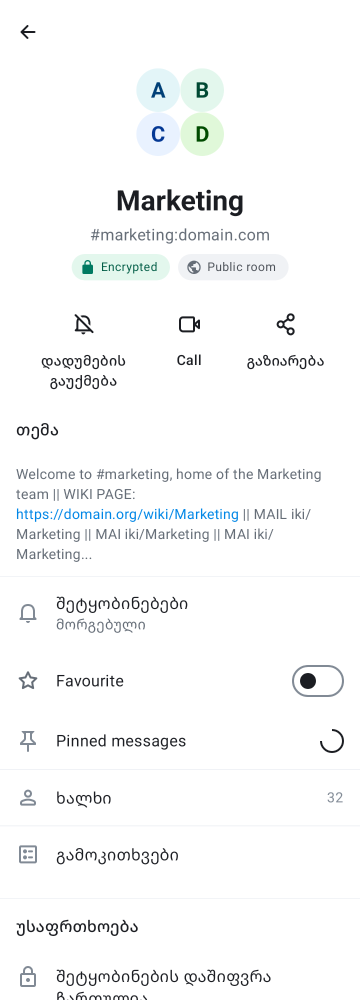 A B
C D
Marketing
#marketing:domain.com
Encrypted Public room
დადუმების გაუქმება
Call
გაზიარება
თემა
Welcome to #marketing, home of the Marketing
team || WIKI PAGE:
https://domain.org/wiki/Marketing || MAIL iki/
Marketing || MAI iki/Marketing || MAI iki/
Marketing...
შეტყობინებები
მორგებული
Favourite
Pinned messages
ხალხი 32
გამოკითხვები
უსაფრთხოება
შეტყობინების დაშიფვრა
ჩართულია